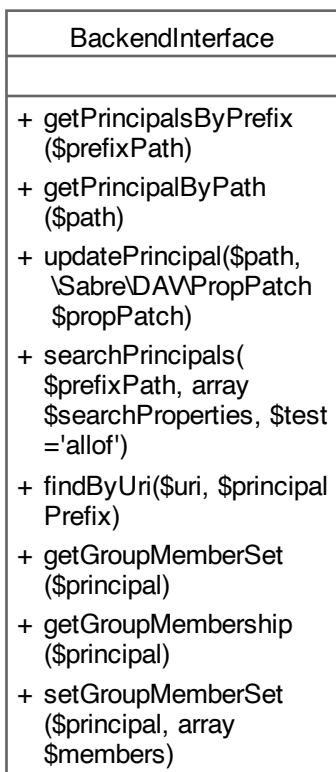 BackendInterface
+ getPrincipalsByPrefix
($prefixPath)
+ getPrincipalByPath
($path)
+ updatePrincipal($path,
\Sabre\DAV\PropPatch
$propPatch)
+ searchPrincipals(
$prefixPath, array
$searchProperties, $test
='allof')
+ findByUri($uri, $principal
Prefix)
+ getGroupMemberSet
($principal)
+ getGroupMembership
($principal)
+ setGroupMemberSet
($principal, array
$members)